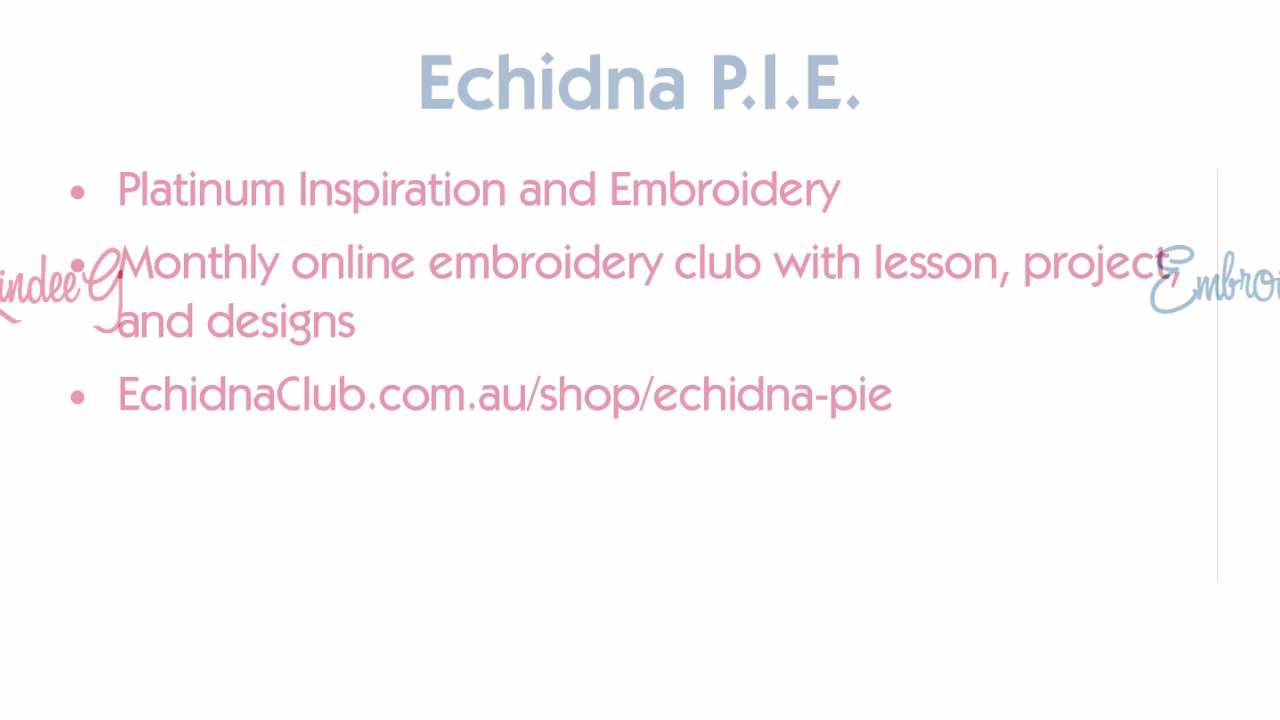 Echidna P.I.E.
• Platinum Inspiration and Embroidery
• Monthly online embroidery club with lesson, project,
and designs
• EchidnaClub.com.au/shop/echidna-pie